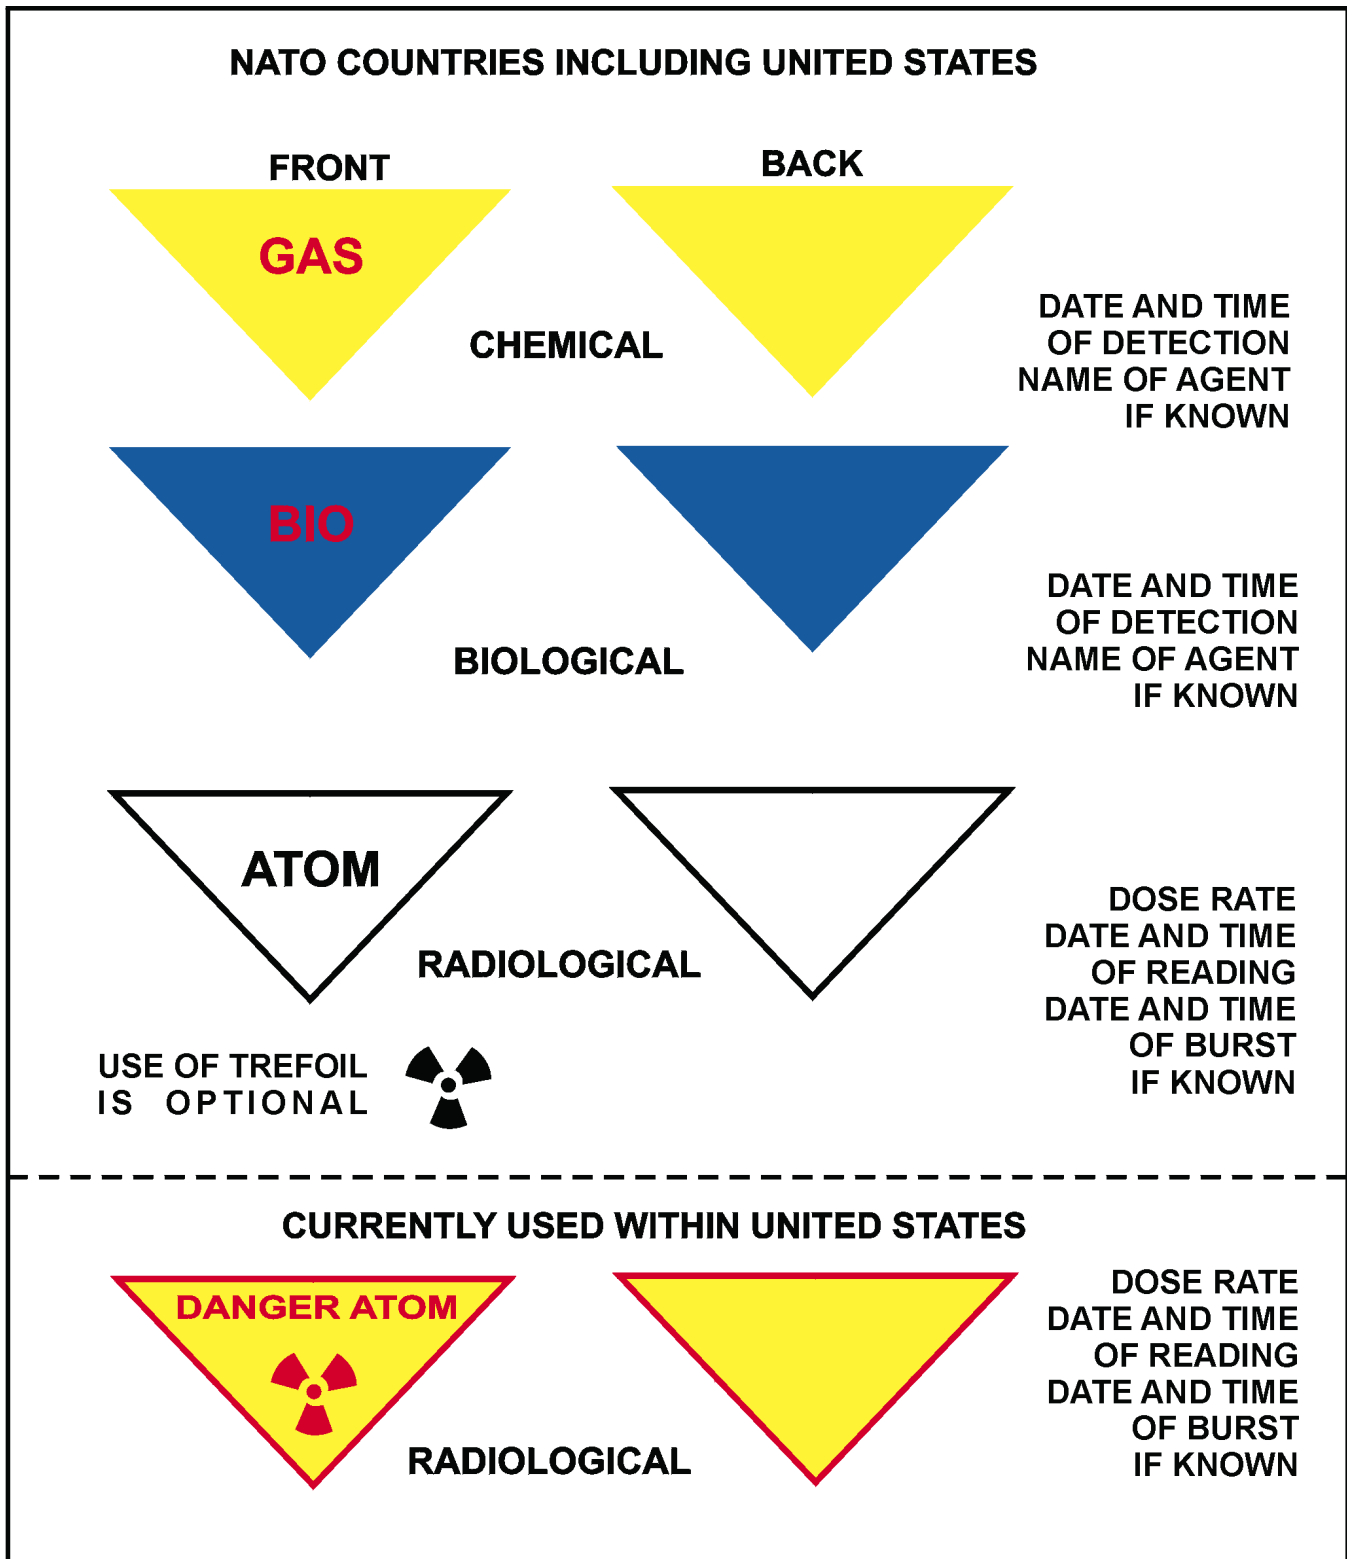 NATO COUNTRIES INCLUDING UNITED STATES
FRONT
BACK
GAS
CHEMICAL
DATE AND TIME
OF DETECTION
NAME OF AGENT
IF KNOWN
BIO
BIOLOGICAL
DATE AND TIME
OF DETECTION
NAME OF AGENT
IF KNOWN
ATOM
RADIOLOGICAL
DOSE RATE
DATE AND TIME
OF READING
DATE AND TIME
OF BURST
IF KNOWN
USE OF TREFOIL
IS OPTIONAL
CURRENTLY USED WITHIN UNITED STATES
DANGER ATOM
RADIOLOGICAL
DOSE RATE
DATE AND TIME
OF READING
DATE AND TIME
OF BURST
IF KNOWN